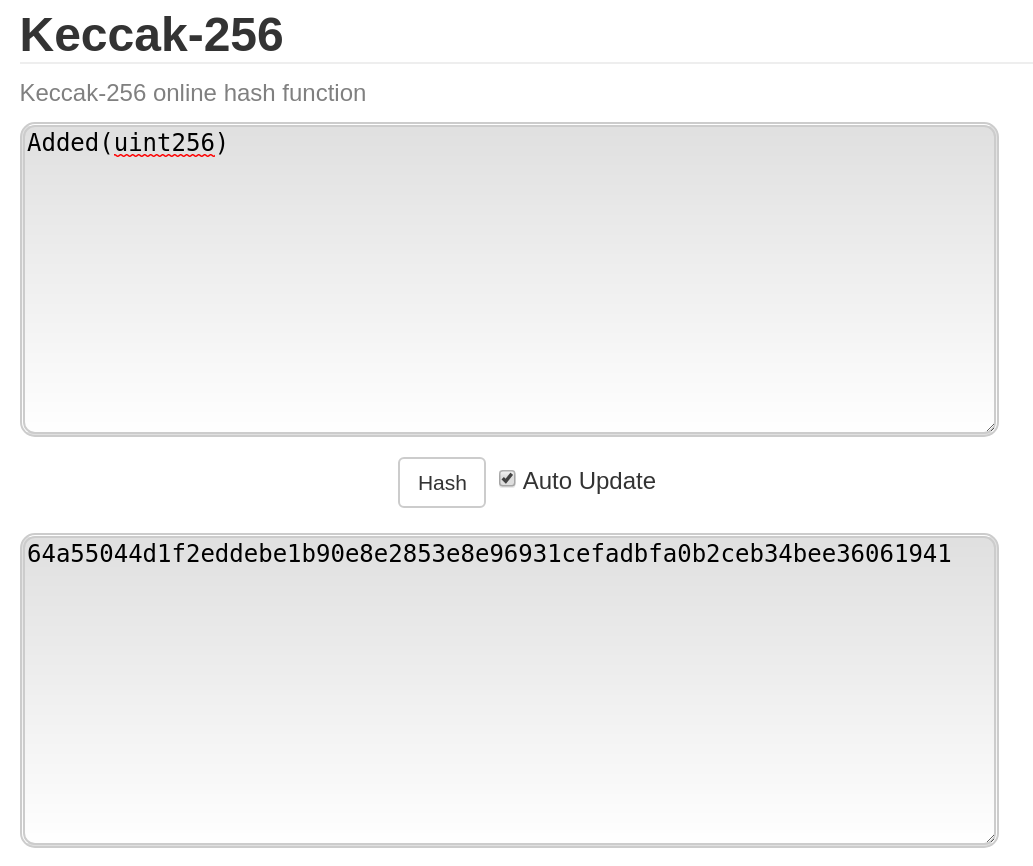 Keccak-256
Keccak-256 online hash function
Added(uint256)
Hash
Auto Update
64a55044d1f2eddebe1b90e8e2853e8e96931cefadbfa0b2ceb34bee36061941